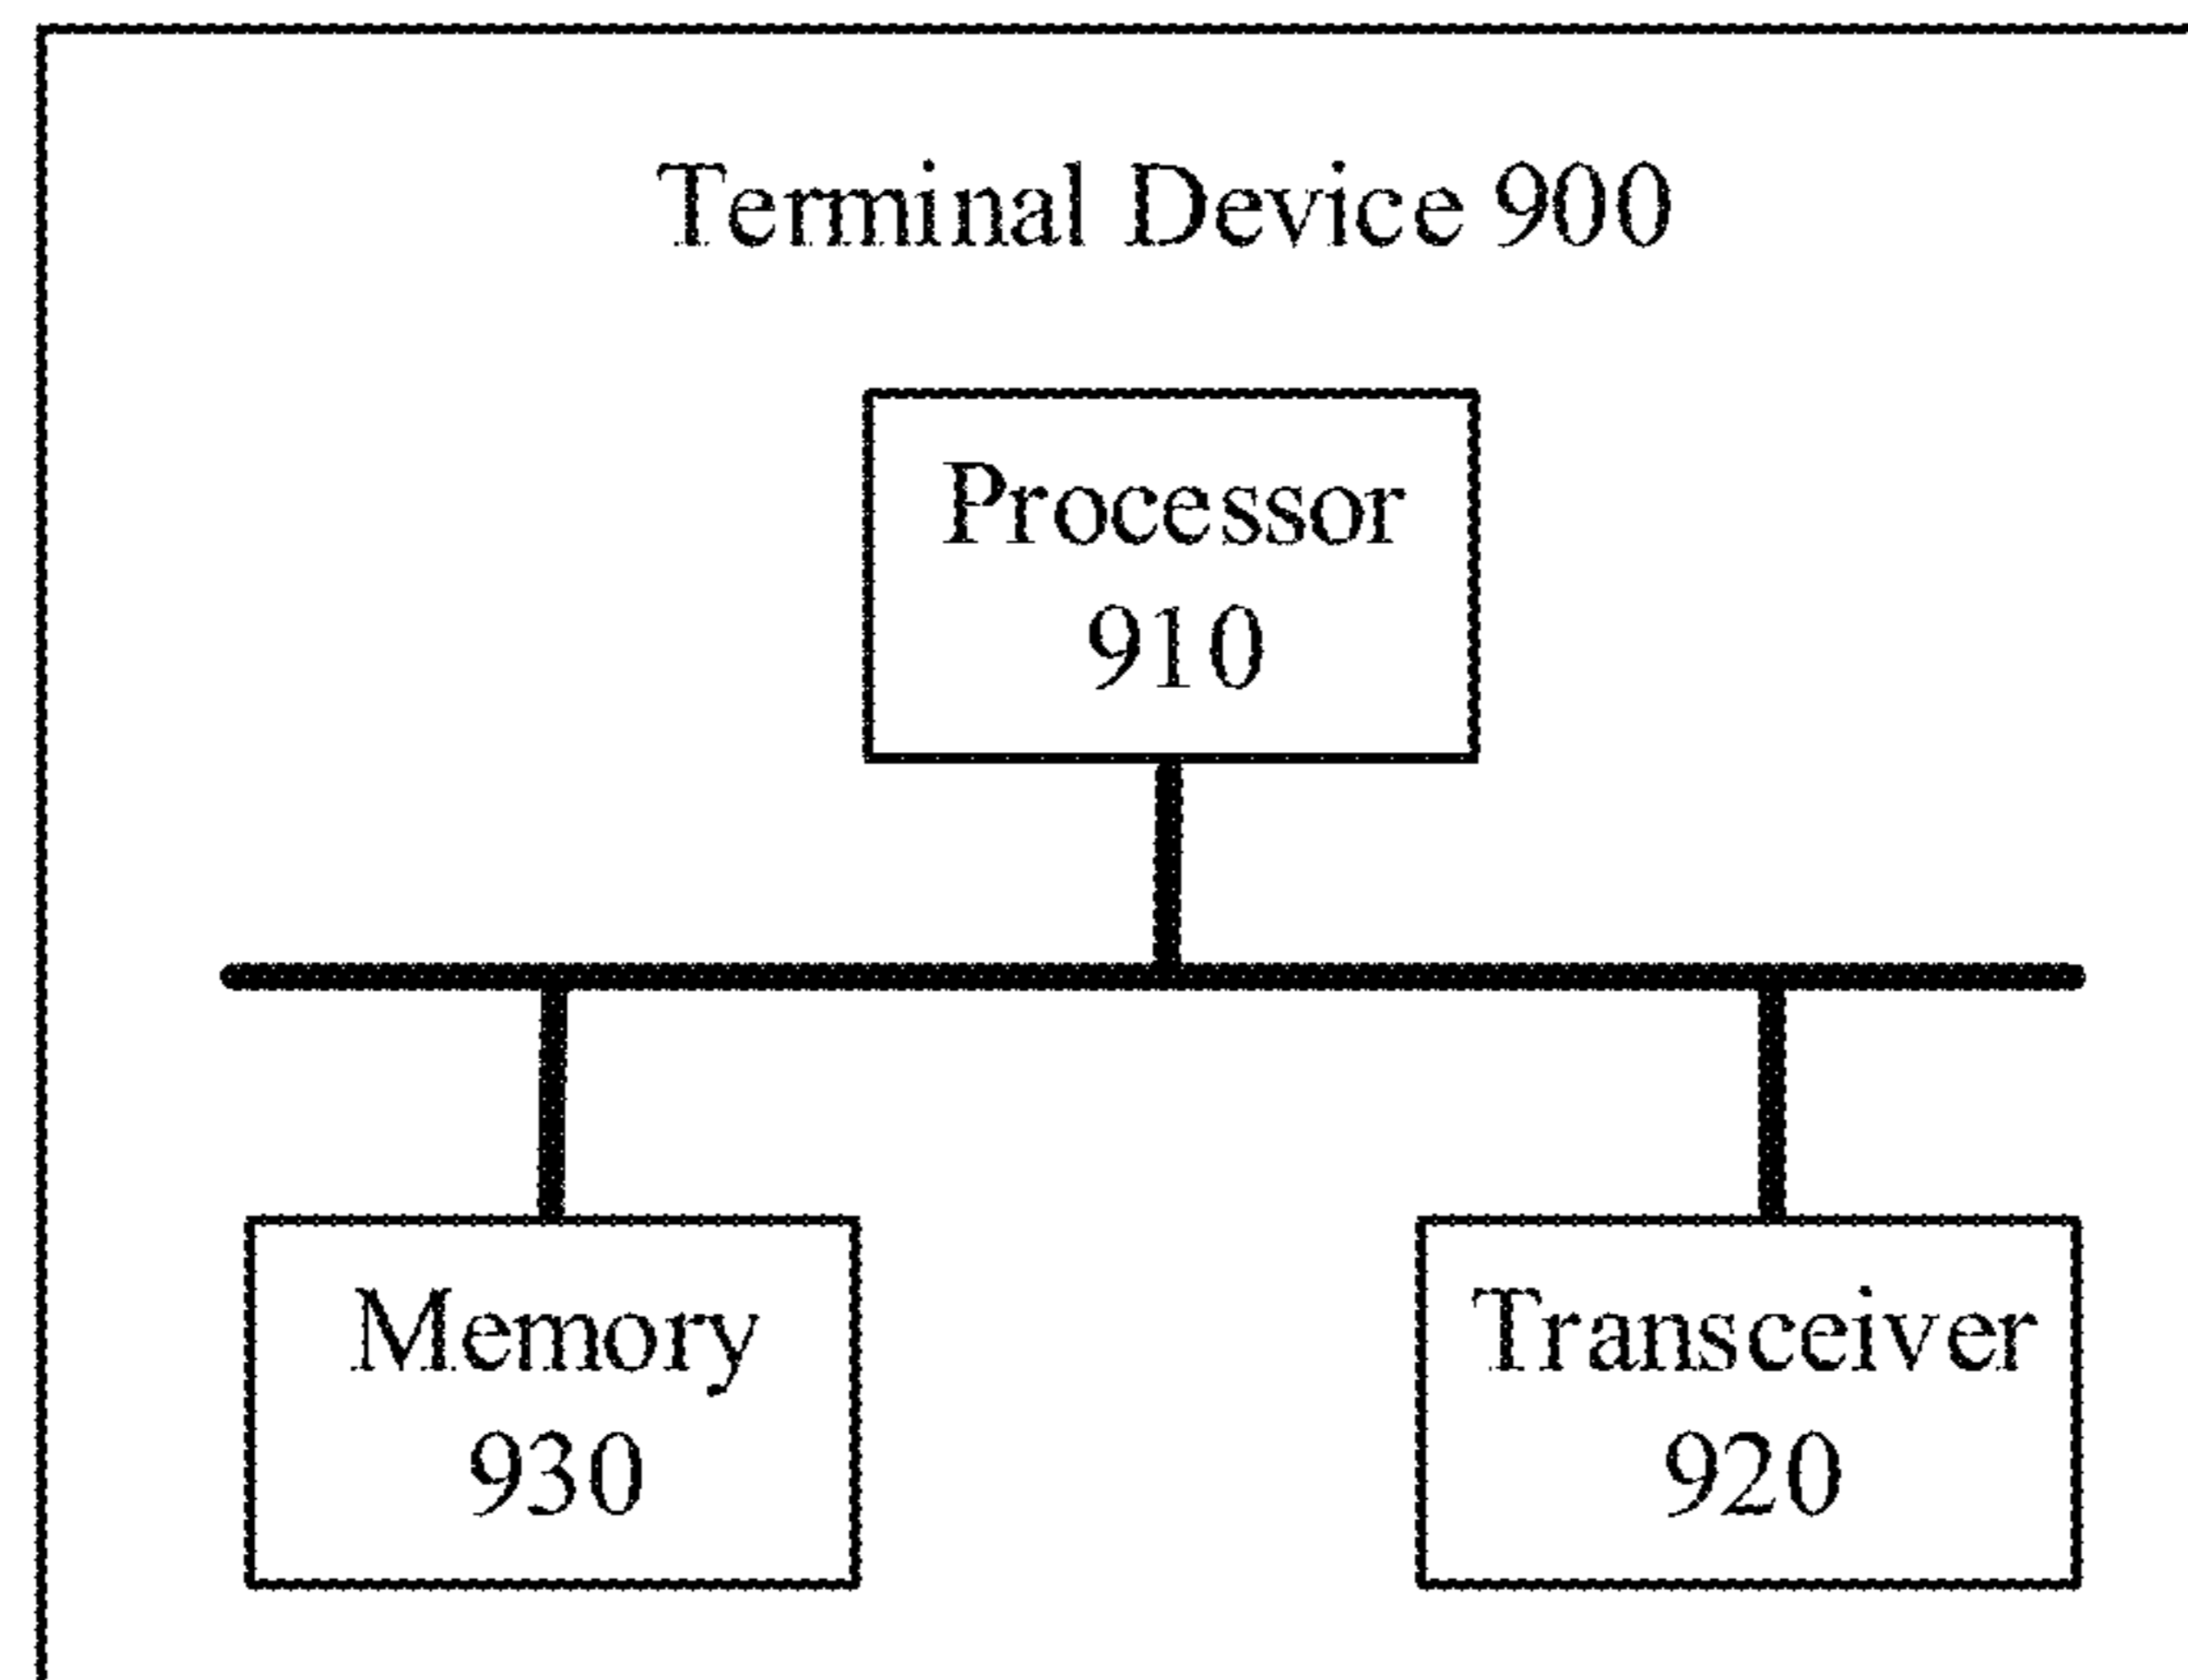 Terminal Device 900
Processor
910
Memory
930
Transceiver
920